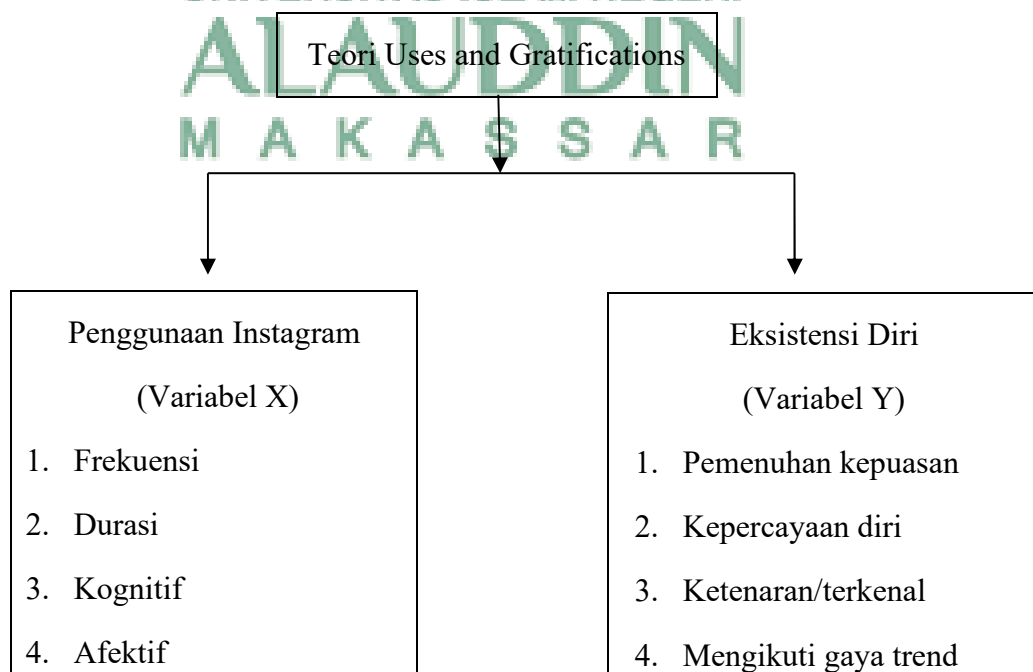 ALAUDDIN
Teori Uses and Gratifications
MAKASSAR
Penggunaan Instagram
(Variabel X)
1. Frekuensi
2. Durasi
3. Kognitif
4. Afektif
Eksistensi Diri
(Variabel Y)
1. Pemenuhan kepuasan
2. Kepercayaan diri
3. Ketenaran/terkenal
4. Mengikuti gaya trend